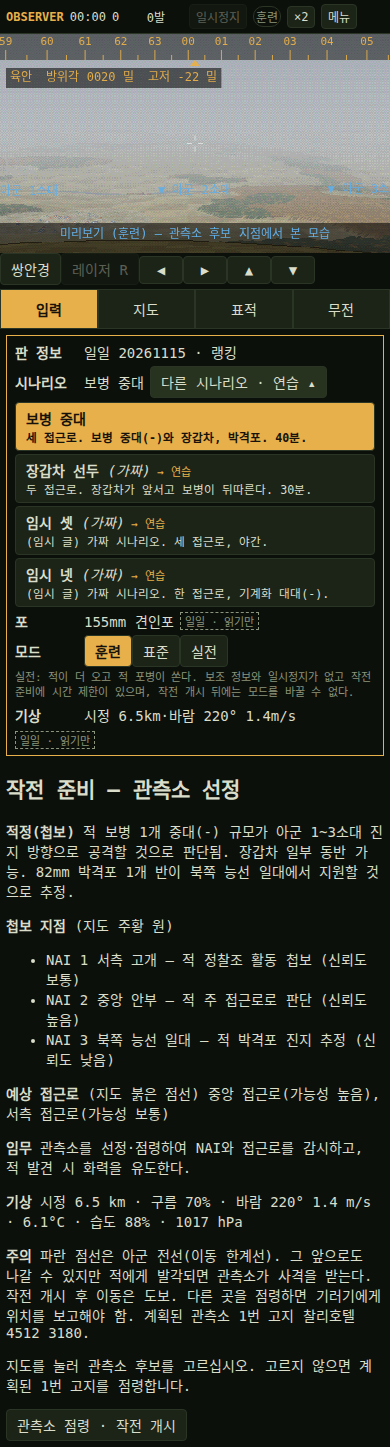 OBSERVER 00:00 0 0발 일시정지 훈련 ×2 메뉴
59 60 61 62 63 00 01 02 03 04 05
육안 방위각 0020 밀 고저 -22 밀
미리보기 (훈련) — 관측소 후보 지점에서 본 모습
쌍안경 레이저 R ◀ ▶ ▲ ▼
입력 지도 표적 무전
판 정보 일일 20261115 · 랭킹
시나리오 보병 중대 다른 시나리오 · 연습 ▴
보병 중대
세 접근로. 보병 중대(-)와 장갑차, 박격포. 40분.
장갑차 선두 (가짜) → 연습
두 접근로. 장갑차가 앞서고 보병이 뒤따른다. 30분.
임시 셋 (가짜) → 연습
(임시 글) 가짜 시나리오. 세 접근로, 야간.
임시 넷 (가짜) → 연습
(임시 글) 가짜 시나리오. 한 접근로, 기계화 대대(-).
포 155mm 견인포 일일 · 읽기만
모드 훈련 표준 실전
실전: 적이 더 오고 적 포병이 쏜다. 보조 정보와 일시정지가 없고 작전
준비에 시간 제한이 있으며, 작전 개시 뒤에는 모드를 바꿀 수 없다.
기상 시정 6.5km·바람 220° 1.4m/s
일일 · 읽기만
작전 준비 — 관측소 선정
적정(첩보) 적 보병 1개 중대(-) 규모가 아군 1~3소대 진
지 방향으로 공격할 것으로 판단됨. 장갑차 일부 동반 가
능. 82mm 박격포 1개 반이 북쪽 능선 일대에서 지원할 것
으로 추정.
첩보 지점 (지도 주황 원)
• NAI 1 서측 고개 — 적 정찰조 활동 첩보 (신뢰도
보통)
• NAI 2 중앙 안부 — 적 주 접근로로 판단 (신뢰도
높음)
• NAI 3 북쪽 능선 일대 — 적 박격포 진지 추정 (신
뢰도 낮음)
예상 접근로 (지도 붉은 점선) 중앙 접근로(가능성 높음),
서측 접근로(가능성 보통)
임무 관측소를 선정·점령하여 NAI와 접근로를 감시하고,
적 발견 시 화력을 유도한다.
기상 시정 6.5 km · 구름 70% · 바람 220° 1.4 m/s
· 6.1°C · 습도 88% · 1017 hPa
주의 파란 점선은 아군 전선(이동 한계선). 그 앞으로도
나갈 수 있지만 적에게 발각되면 관측소가 사격을 받는다.
작전 개시 후 이동은 도보. 다른 곳을 점령하면 기러기에게
위치를 보고해야 함. 계획된 관측소 1번 고지 찰리호텔
4512 3180.
지도를 눌러 관측소 후보를 고르십시오. 고르지 않으면 계
획된 1번 고지를 점령합니다.
관측소 점령 · 작전 개시